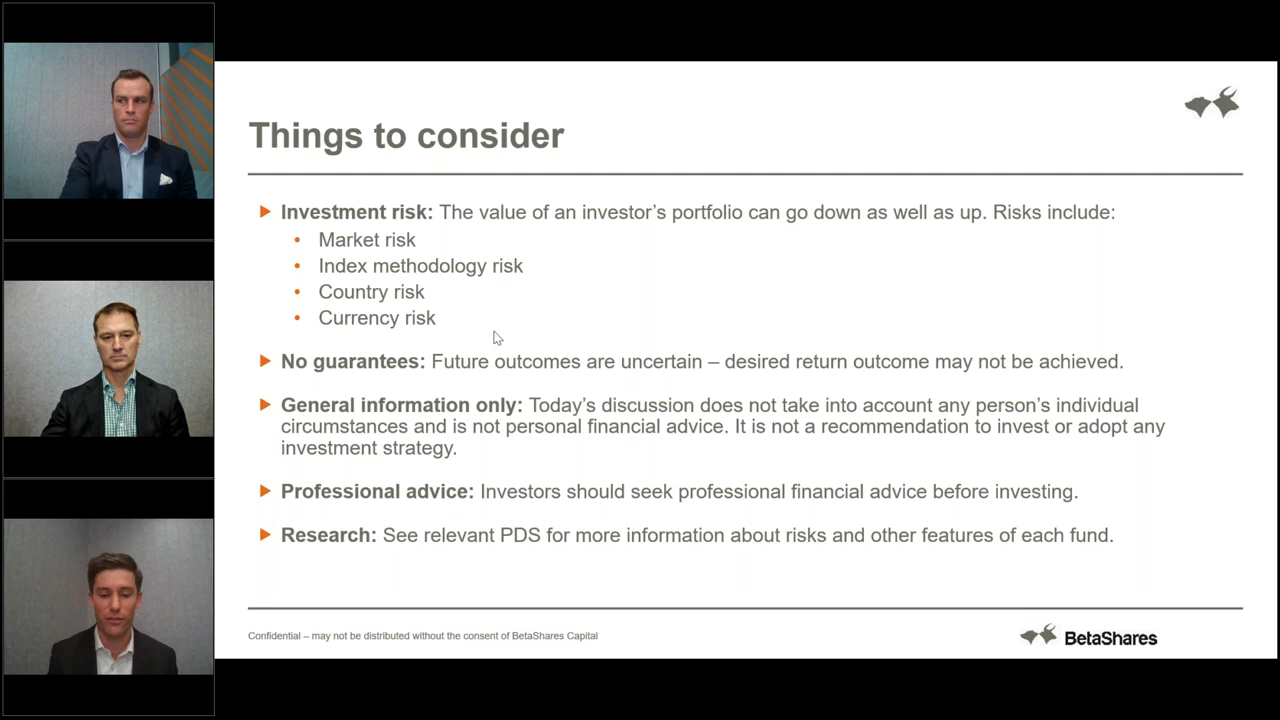 Things to consider
Investment risk: The value of an investor's portfolio can go down as well as up. Risks include:
• Market risk
• Index methodology risk
• Country risk
• Currency risk
No guarantees: Future outcomes are uncertain – desired return outcome may not be achieved.
General information only: Today's discussion does not take into account any person's individual
circumstances and is not personal financial advice. It is not a recommendation to invest or adopt any
investment strategy.
Professional advice: Investors should seek professional financial advice before investing.
Research: See relevant PDS for more information about risks and other features of each fund.
Confidential – may not be distributed without the consent of BetaShares Capital
BetaShares